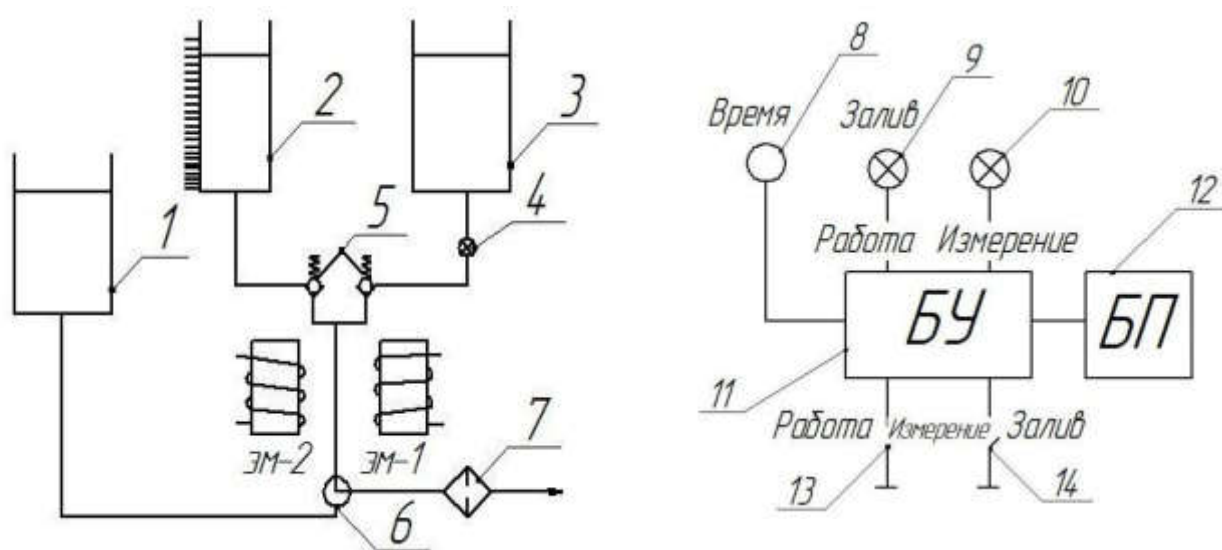 1
2
3
4
5
6
7
ЭМ-2
ЭМ-1
8
9
10
Время
Залив
Работа
Измерение
12
БУ
БП
11
Работа
Измерение
Залив
13
14